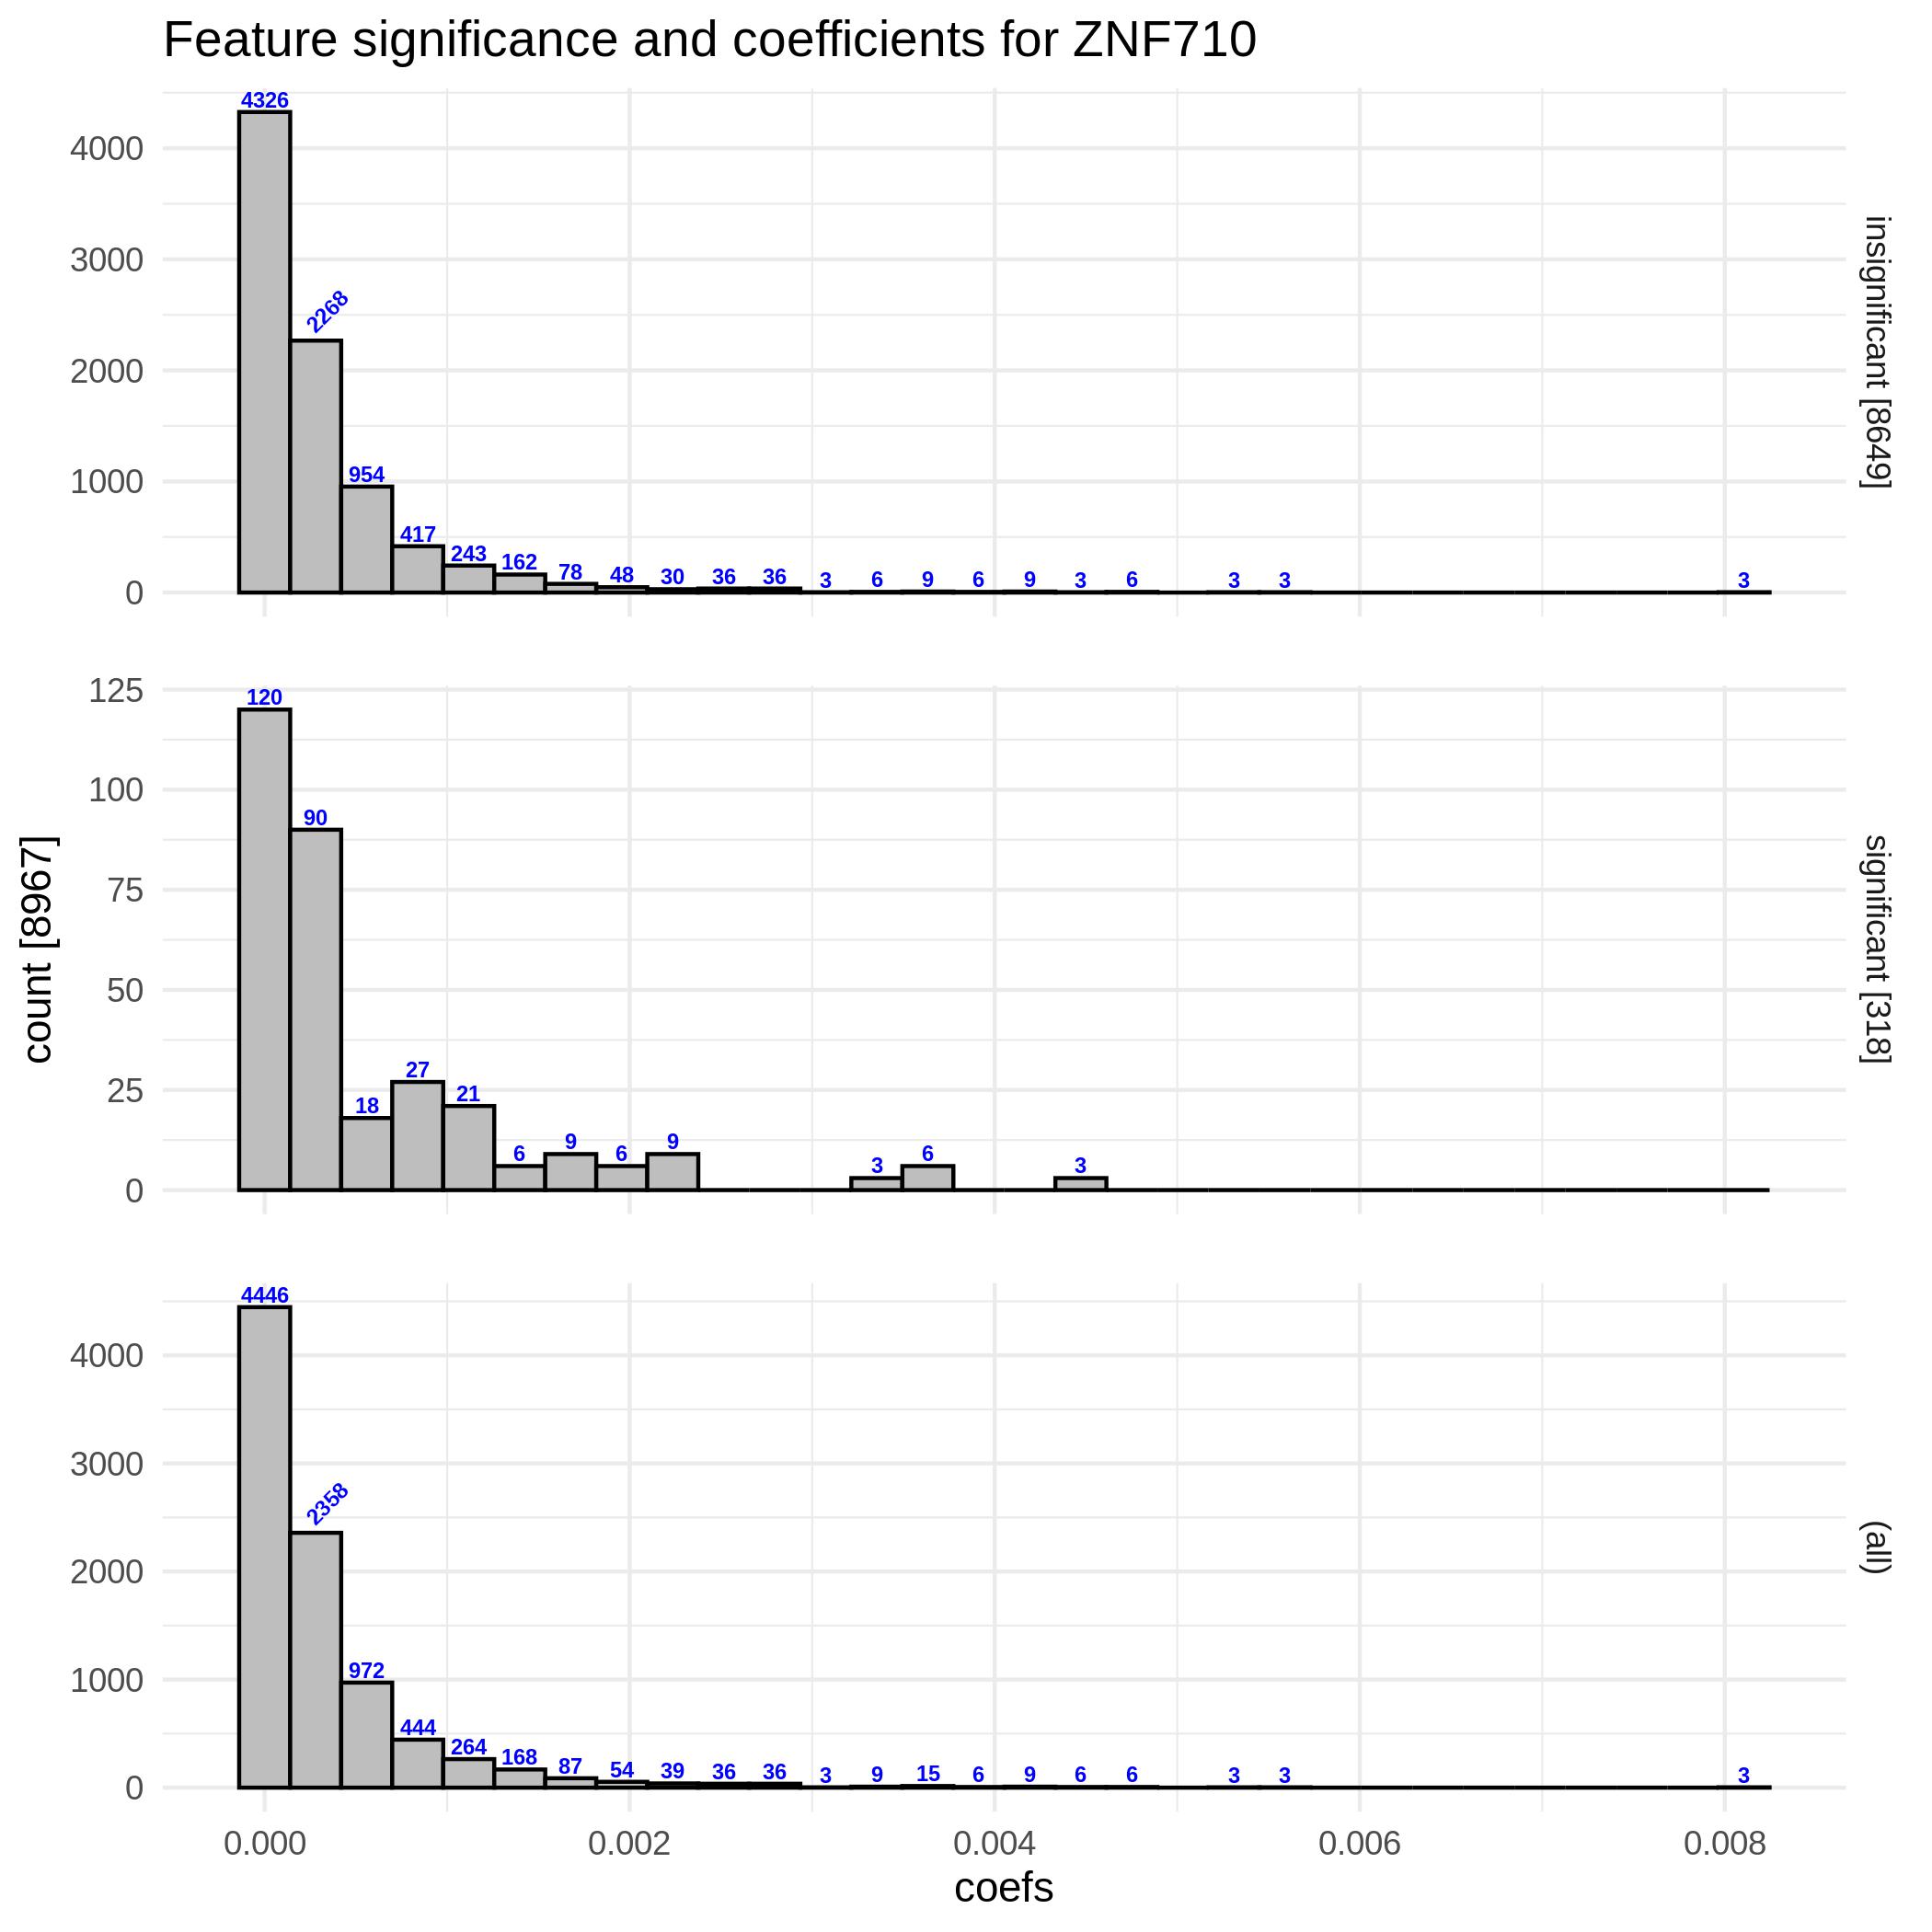 Feature significance and coefficients for ZNF710
4326
4000
3000
2268
2000
954
1000
417
243 162 78 48 30 36 36 3 6 9 6 9 3 6 3 3 3
0
insignificant [8649]
125
120
100
90
75
50
27
25
21
18
6 9 6 9 3 6 3
0
significant [318]
count [8967]
4446
4000
3000
2358
2000
972
1000
444
264 168 87 54 39 36 36 3 9 15 6 9 6 6 3 3 3
0
(all)
0.000 0.002 0.004 0.006 0.008
coefs